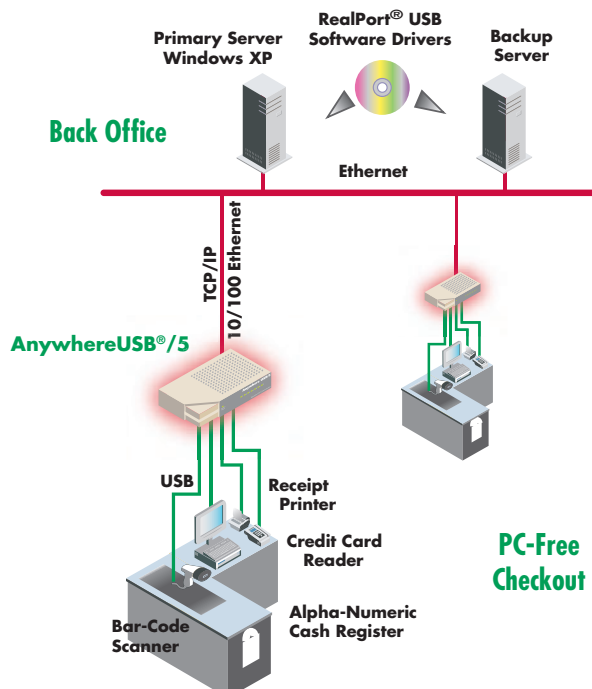 RealPort® USB
Software Drivers
Primary Server
Windows XP
Backup
Server
Back Office
Ethernet
TCP/IP
10/100 Ethernet
AnywhereUSB®/5
USB
Receipt
Printer
Credit Card
Reader
PC-Free
Checkout
Alpha-Numeric
Cash Register
Bar-Code
Scanner